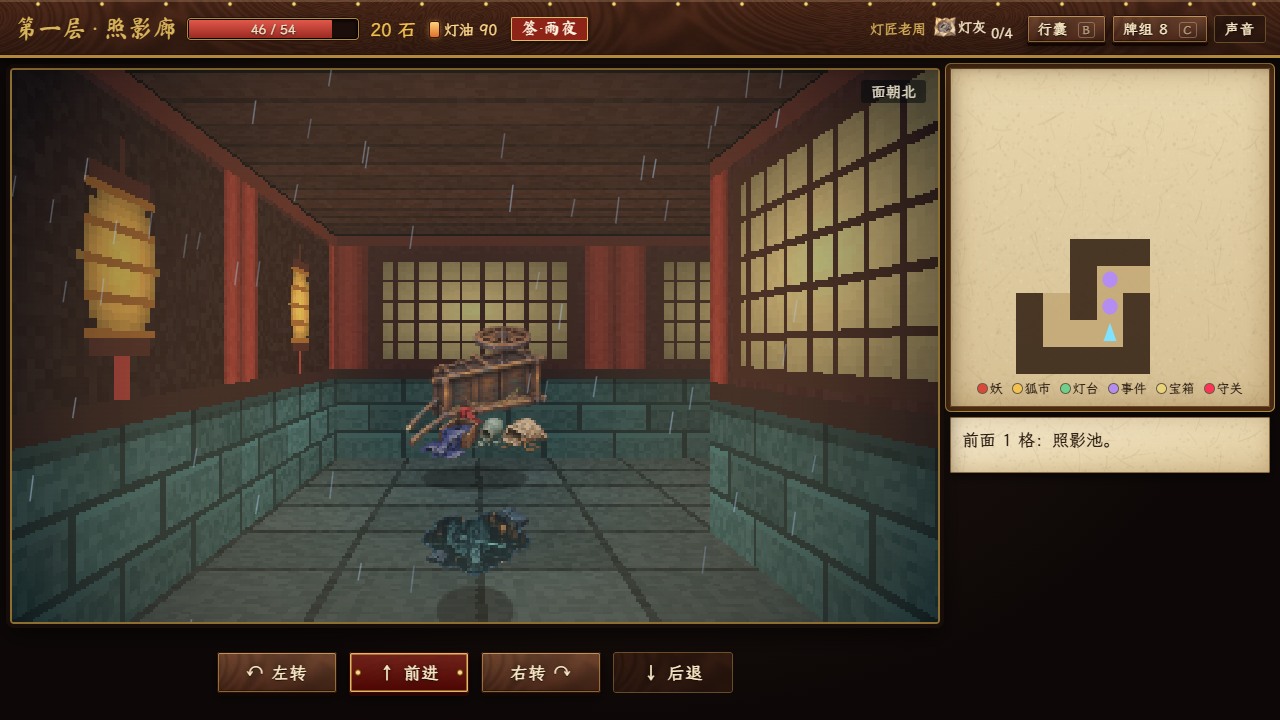 第一层·照影廊
46 / 54
20 石
灯油 90
签·雨夜
灯匠老周
灯灰 0/4
行囊 B
牌组 8 C
声音
面朝北
妖 狐市 灯台 事件 宝箱 守关
前面 1 格：照影池。
↶ 左转
↑ 前进
右转 ↷
↓ 后退